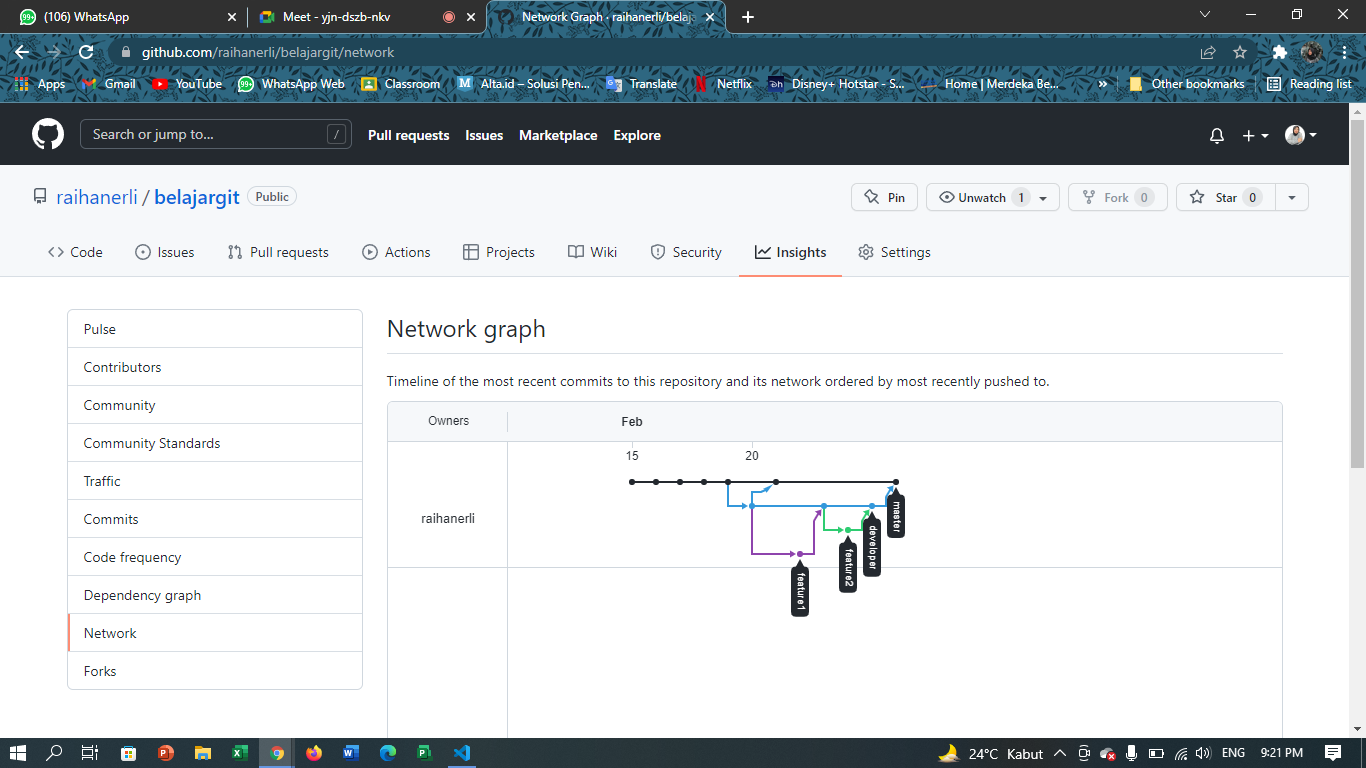 (106) WhatsApp
Meet - yjn-dszb-nkv
Network Graph · raihanerli/belaja
github.com/raihanerli/belajargit/network
Apps
Gmail
YouTube
WhatsApp Web
Classroom
Alta.id – Solusi Pen...
Translate
Netflix
Disney+ Hotstar - S...
Home | Merdeka Be...
»
Other bookmarks
Reading list
Search or jump to...
/
Pull requests
Issues
Marketplace
Explore
raihanerli / belajargit
Public
Pin
Unwatch 1
Fork 0
Star 0
Code
Issues
Pull requests
Actions
Projects
Wiki
Security
Insights
Settings
Pulse
Contributors
Community
Community Standards
Traffic
Commits
Code frequency
Dependency graph
Network
Forks
Network graph
Timeline of the most recent commits to this repository and its network ordered by most recently pushed to.
Owners
Feb
15
20
raihanerli
master
developer
feature2
feature1
24°C Kabut
ENG
9:21 PM